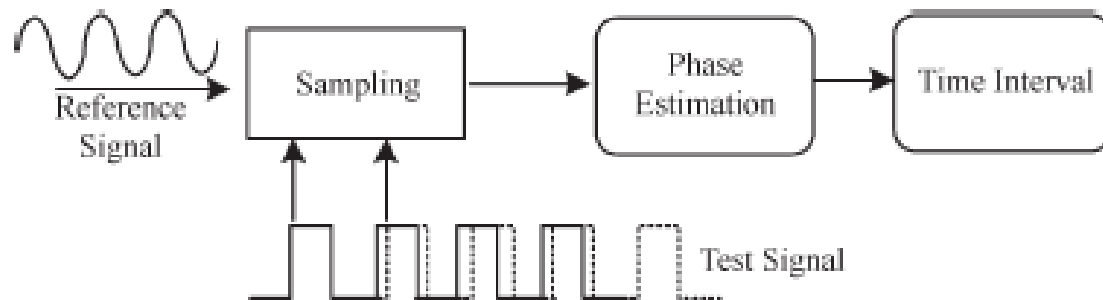 Reference
Signal
Sampling
Phase
Estimation
Time Interval
Test Signal